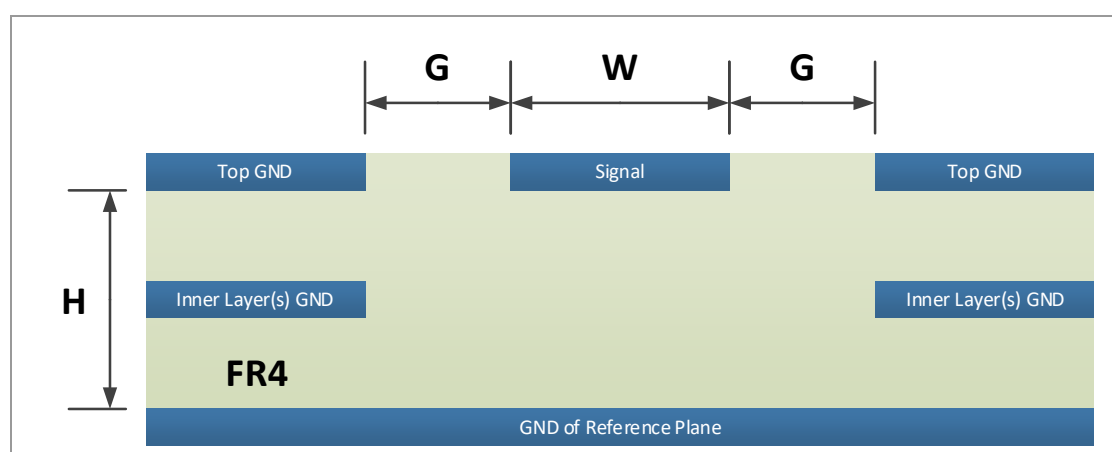 G
W
G
Top GND
Signal
Top GND
H
Inner Layer(s) GND
Inner Layer(s) GND
FR4
GND of Reference Plane